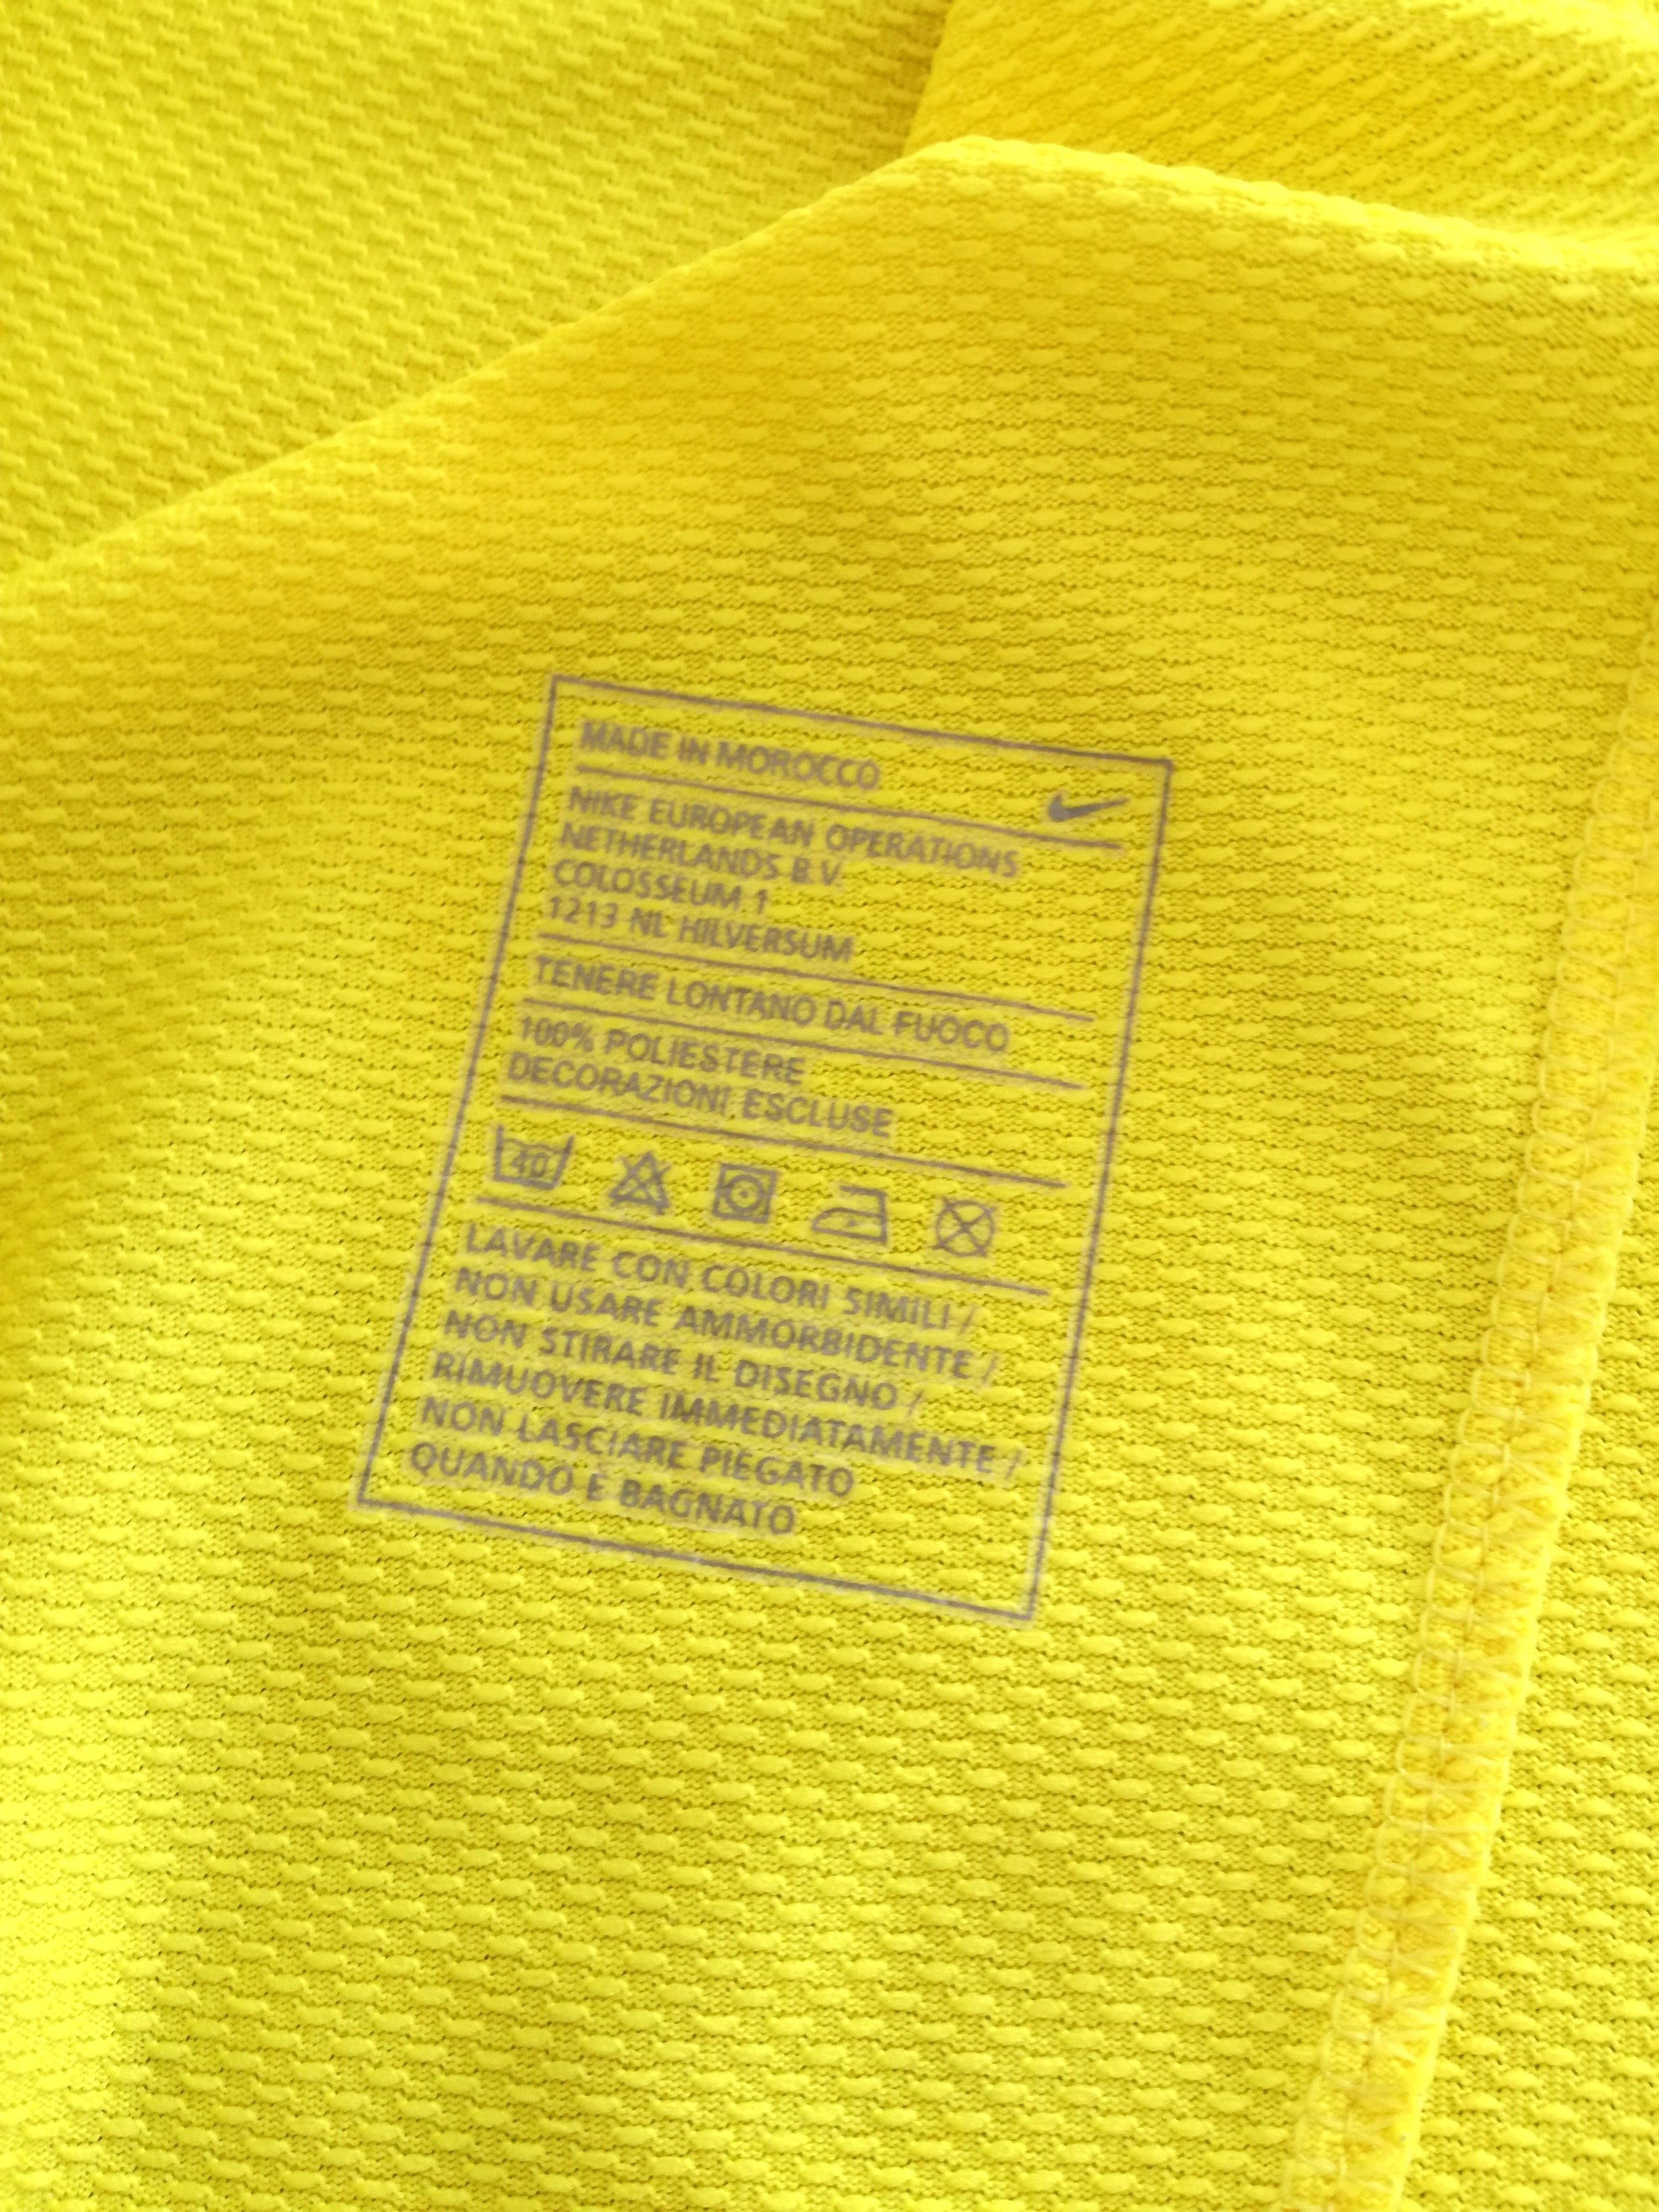 MADE IN MOROCCO
NIKE EUROPEAN OPERATIONS
NETHERLANDS B.V.
COLOSSEUM 1
1213 NL HILVERSUM
TENERE LONTANO DAL FUOCO
100% POLIESTERE
DECORAZIONI ESCLUSE
40
LAVARE CON COLORI SIMILI /
NON USARE AMMORBIDENTE /
NON STIRARE IL DISEGNO /
RIMUOVERE IMMEDIATAMENTE /
NON LASCIARE PIEGATO
QUANDO È BAGNATO